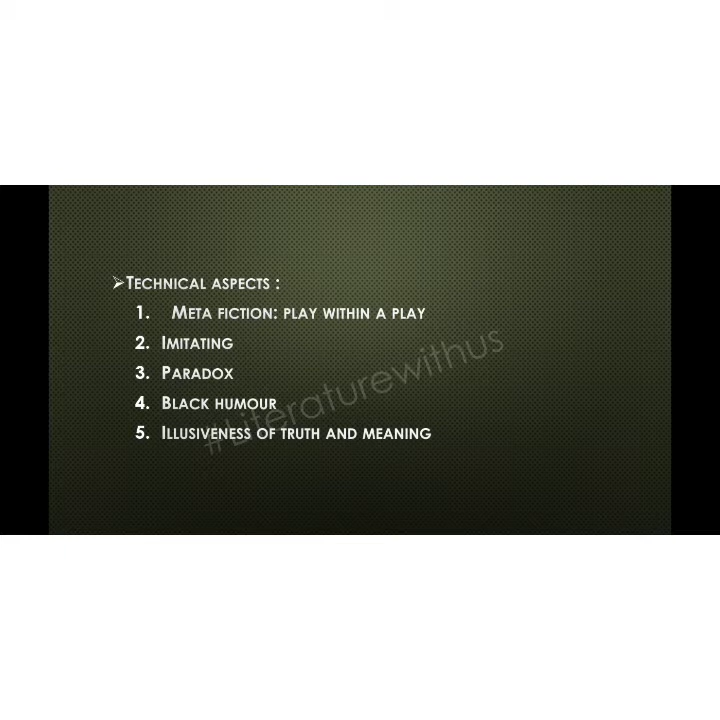 ➢Technical aspects :
1. Meta fiction: play within a play
2. Imitating
3. Paradox
4. Black humour
5. Illusiveness of truth and meaning
#Literaturewithus